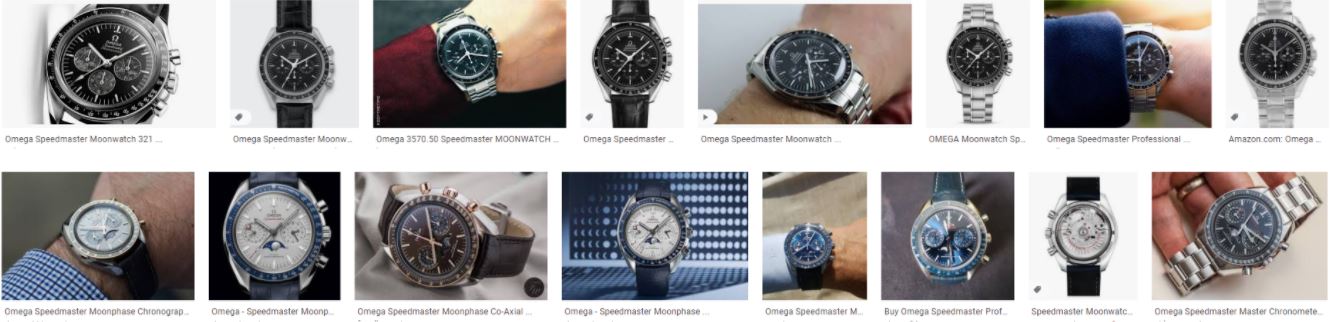 Omega Speedmaster Moonwatch 321 ...
Omega Speedmaster Moonw...
Omega 3570.50 Speedmaster MOONWATCH ...
Omega Speedmaster ...
Omega Speedmaster Moonwatch ...
OMEGA Moonwatch Sp...
Omega Speedmaster Professional ...
Amazon.com: Omega ...
Omega Speedmaster Moonphase Chronograp...
Omega - Speedmaster Moonp...
Omega Speedmaster Moonphase Co-Axial ...
Omega - Speedmaster Moonphase ...
Omega Speedmaster M...
Buy Omega Speedmaster Prof...
Speedmaster Moonwatc...
Omega Speedmaster Master Chronomete...